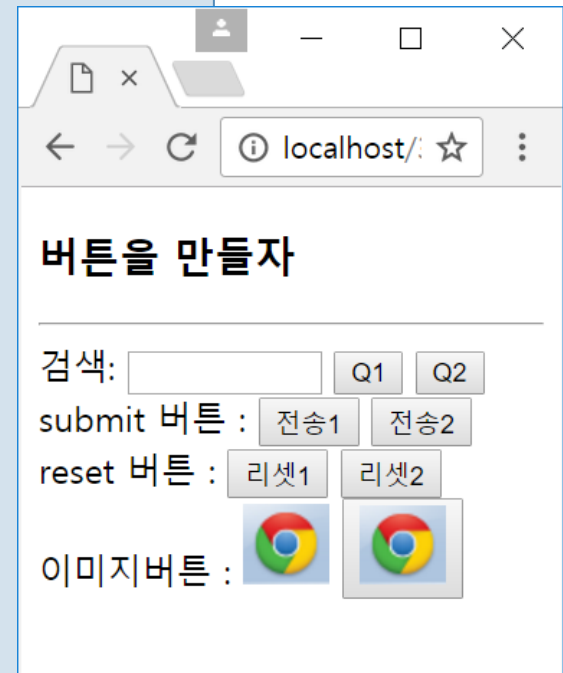 localhost/
버튼을 만들자
검색: Q1 Q2
submit 버튼 : 전송1 전송2
reset 버튼 : 리셋1 리셋2
이미지버튼 :